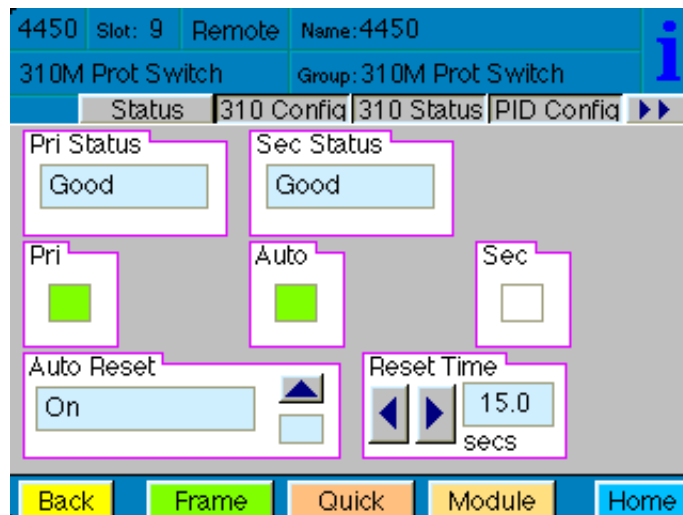 4450 Slot: 9 Remote Name:4450
310M Prot Switch Group:310M Prot Switch
i
Status 310 Config 310 Status PID Config
Pri Status Sec Status
Good Good
Pri Auto Sec
Auto Reset Reset Time
On 15.0
secs
Back Frame Quick Module Home